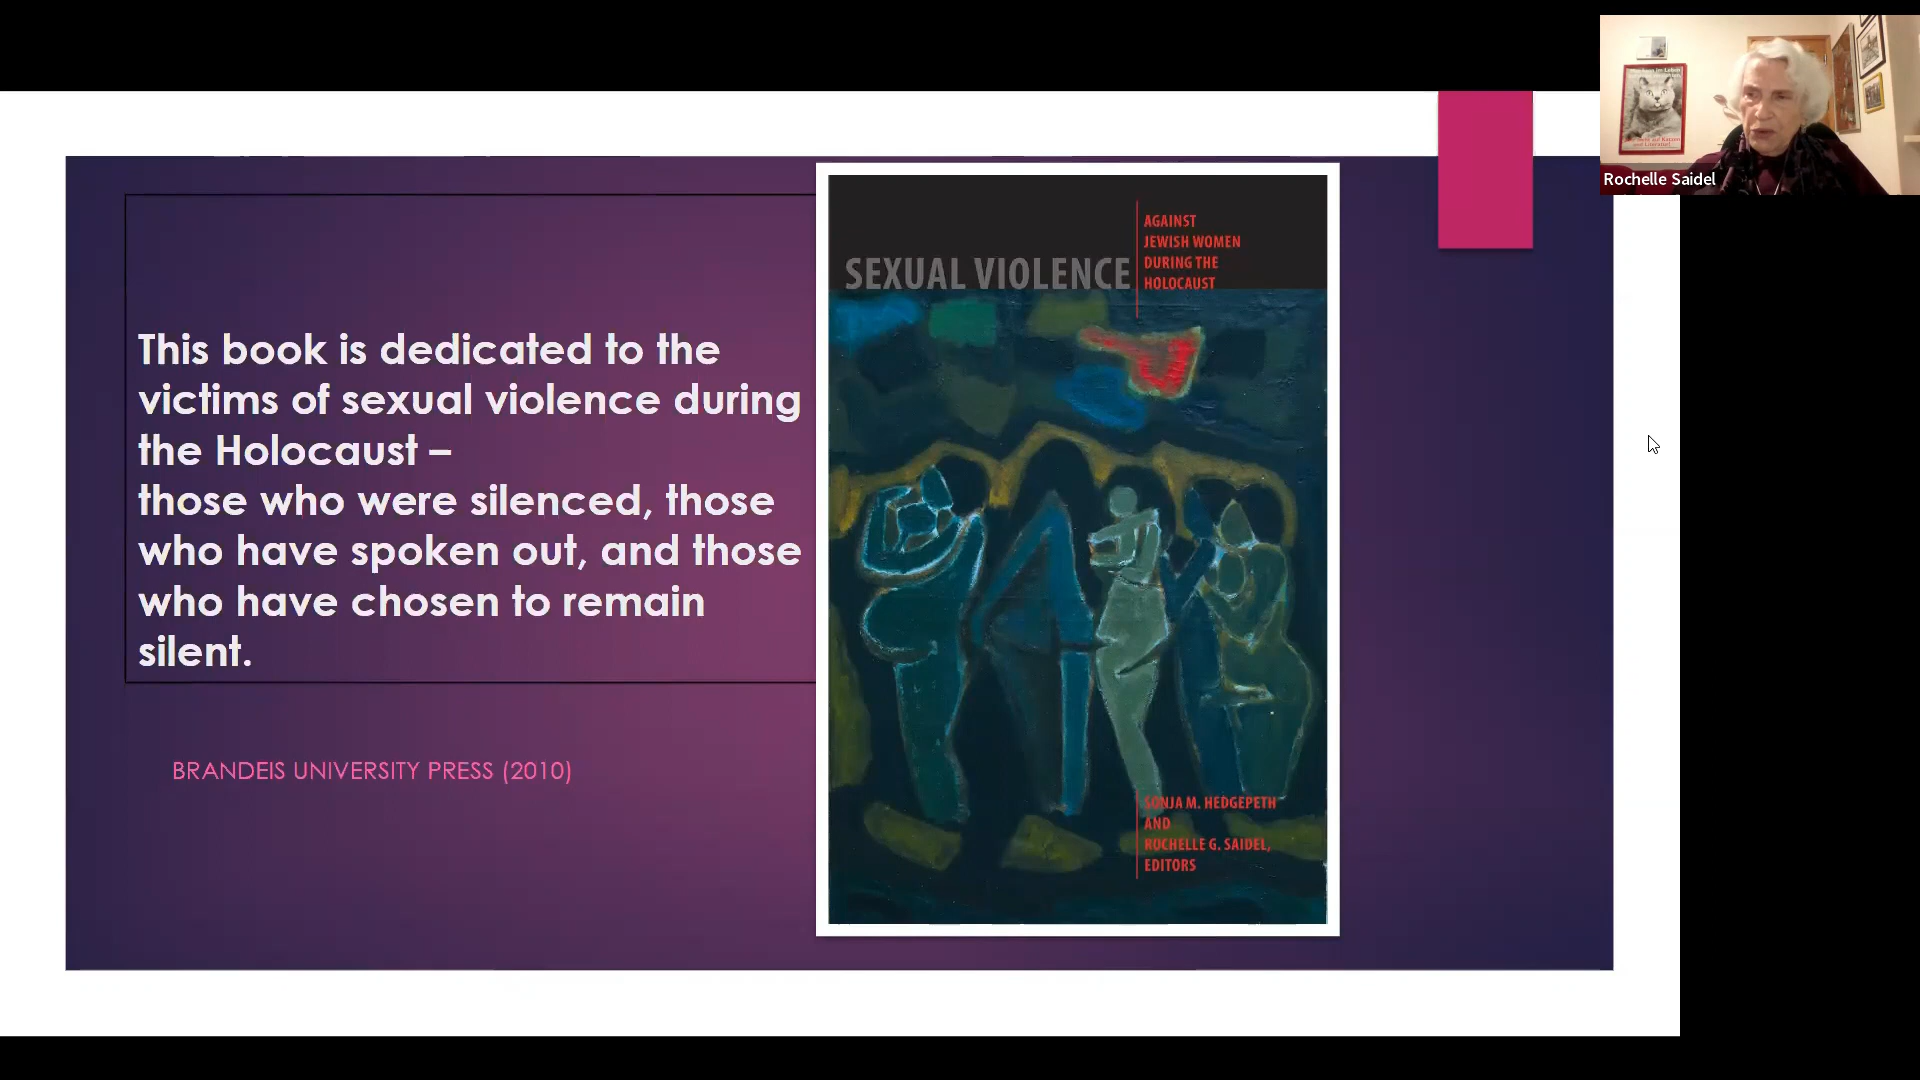 This book is dedicated to the
victims of sexual violence during
the Holocaust –
those who were silenced, those
who have spoken out, and those
who have chosen to remain
silent.
BRANDEIS UNIVERSITY PRESS (2010)
SEXUAL VIOLENCE
AGAINST
JEWISH WOMEN
DURING THE
HOLOCAUST
SONJA M. HEDGEPETH
AND
ROCHELLE G. SAIDEL,
EDITORS
Rochelle Saidel